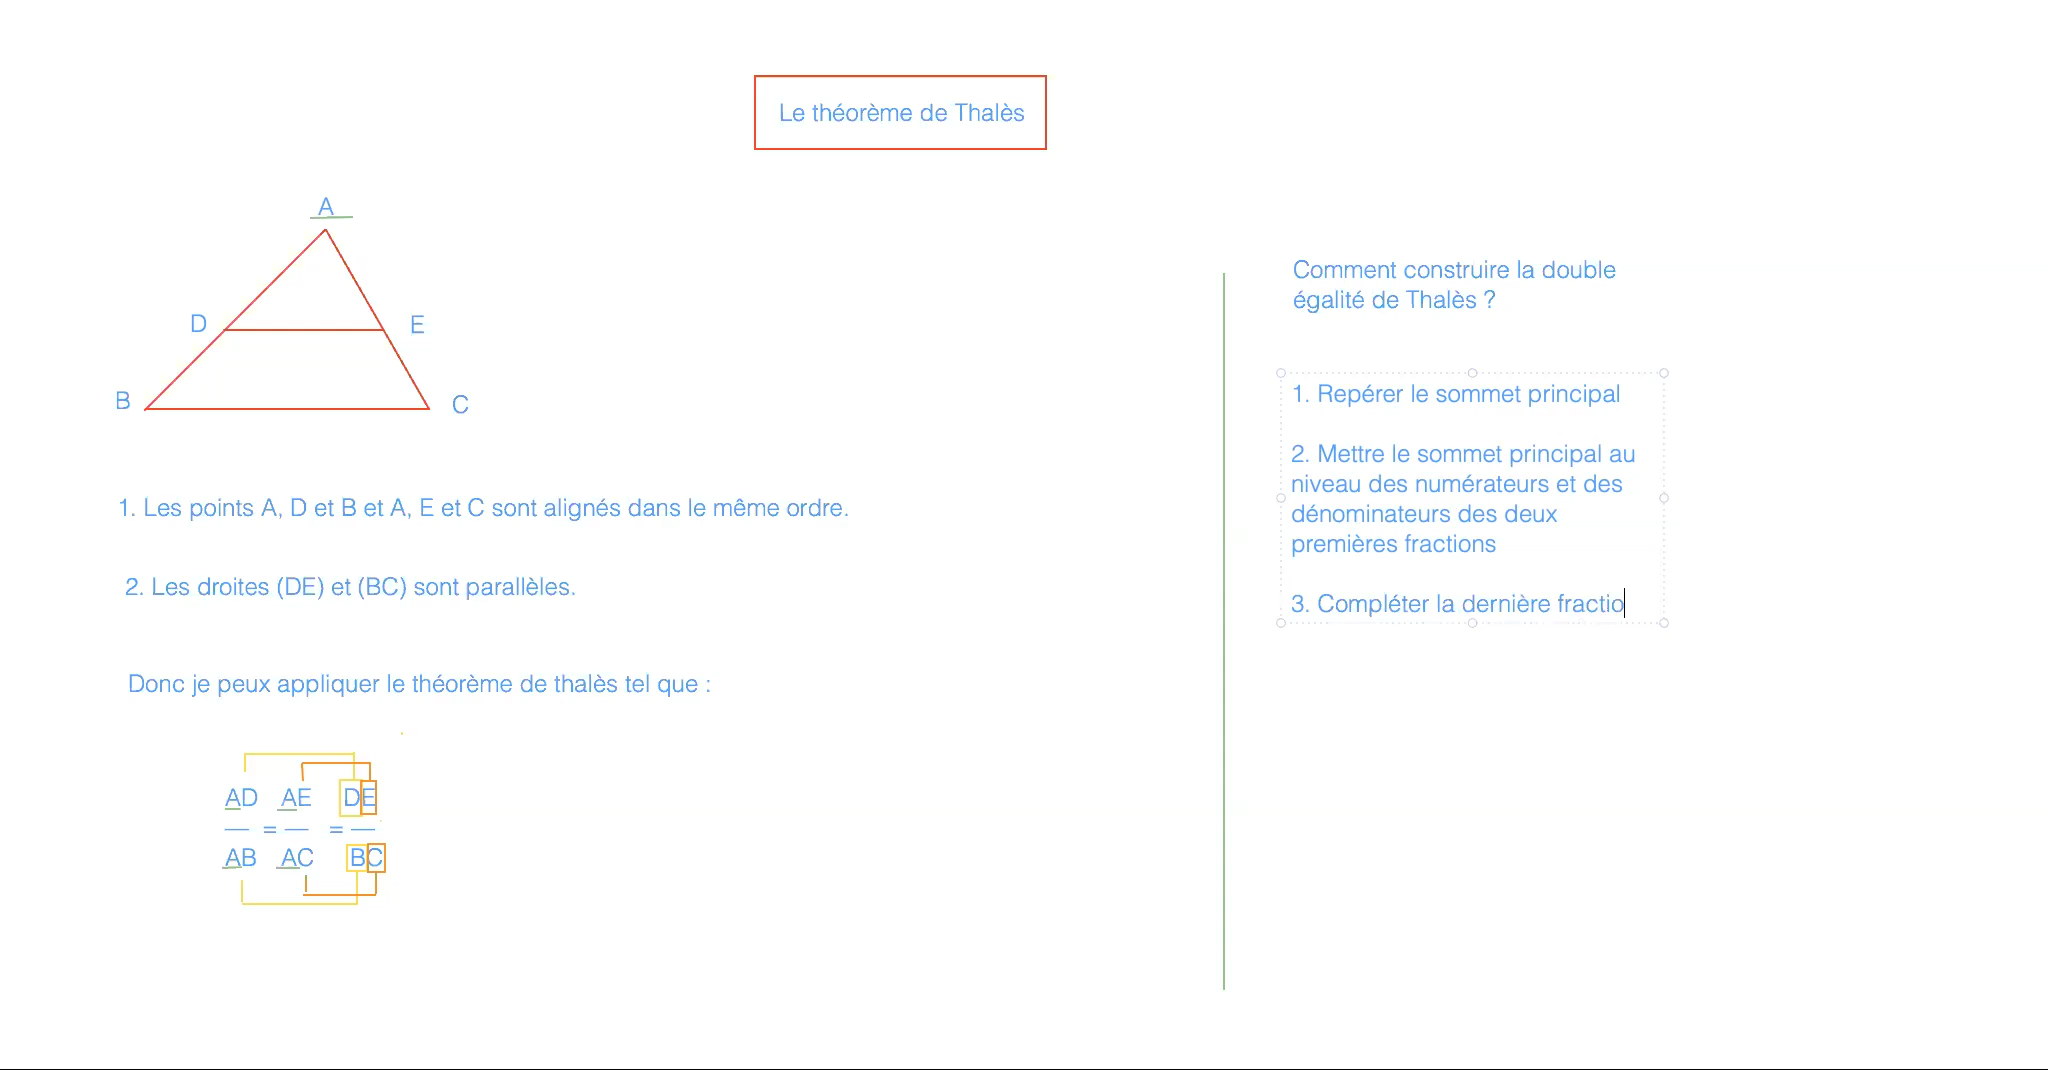 Le théorème de Thalès
A
D
E
B
C
1. Les points A, D et B et A, E et C sont alignés dans le même ordre.
2. Les droites (DE) et (BC) sont parallèles.
Donc je peux appliquer le théorème de thalès tel que :
AD AE DE
— = — = —
AB AC BC
Comment construire la double
égalité de Thalès ?
1. Repérer le sommet principal
2. Mettre le sommet principal au
niveau des numérateurs et des
dénominateurs des deux
premières fractions
3. Compléter la dernière fractio